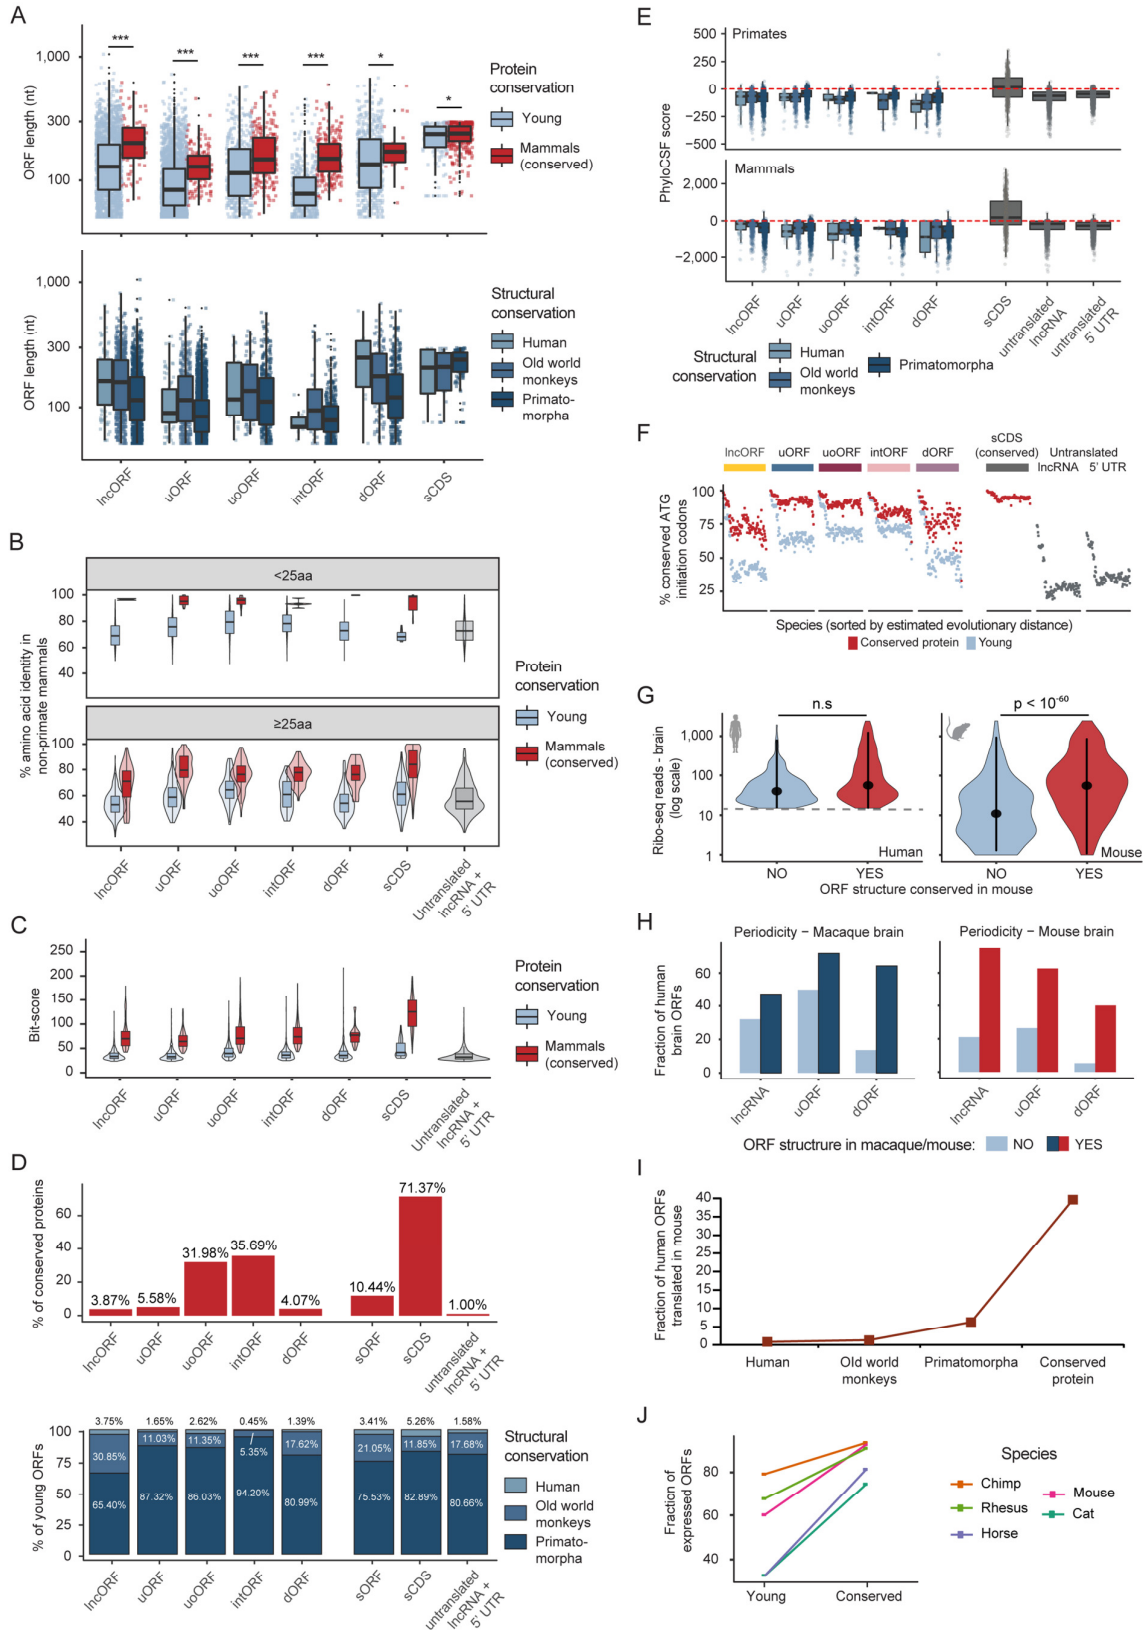 A
ORF length (nt)
1,000
300
100
***
***
***
***
*
*
Protein
conservation
Young
Mammals
(conserved)
ORF length (nt)
1,000
300
100
Structural
conservation
Human
Old world
monkeys
Primato-
morpha
lncORF
uORF
uoORF
intORF
dORF
sCDS
B
% amino acid identity in
non-primate mammals
<25aa
100
80
60
40
≥25aa
100
80
60
40
Protein
conservation
Young
Mammals
(conserved)
lncORF
uORF
uoORF
intORF
dORF
sCDS
Untranslated
lncRNA +
5' UTR
C
Bit-score
250
200
150
100
50
0
Protein
conservation
Young
Mammals
(conserved)
lncORF
uORF
uoORF
intORF
dORF
sCDS
Untranslated
lncRNA +
5' UTR
D
% of conserved proteins
60
40
20
0
3.87%
5.58%
31.98%
35.69%
4.07%
10.44%
71.37%
1.00%
lncORF
uORF
uoORF
intORF
dORF
sORF
sCDS
untranslated
lncRNA +
5' UTR
% of young ORFs
100
75
50
25
0
3.75% 1.65% 2.62% 0.45% 1.39% 3.41% 5.26% 1.58%
30.85% 11.03% 11.35% 5.35% 17.62% 21.05% 11.85% 17.68%
65.40% 87.32% 86.03% 94.20% 80.99% 75.53% 82.89% 80.66%
Structural
conservation
Human
Old world
monkeys
Primato-
morpha
lncORF
uORF
uoORF
intORF
dORF
sORF
sCDS
untranslated
lncRNA +
5' UTR
E
PhyloCSF score
Primates
500
250
0
−250
−500
Mammals
2,000
0
−2,000
lncORF
uORF
uoORF
intORF
dORF
sCDS
untranslated
lncRNA
untranslated
5' UTR
Structural
conservation
Human
Old world
monkeys
Primatomorpha
F
lncORF uORF uoORF intORF dORF
sCDS
(conserved)
Untranslated
lncRNA 5' UTR
% conserved ATG
initiation codons
100
75
50
25
Species (sorted by estimated evolutionary distance)
Conserved protein Young
G
Ribo-seq reads - brain
(log scale)
1,000
100
10
1
n.s
p < 10⁻⁶⁰
Human
Mouse
NO YES NO YES
ORF structure conserved in mouse
H
Periodicity − Macaque brain
Periodicity − Mouse brain
Fraction of human
brain ORFs
60
40
20
0
lncRNA
uORF
dORF
lncRNA
uORF
dORF
ORF structrure in macaque/mouse: NO YES
I
Fraction of human ORFs
translated in mouse
40
35
30
25
20
15
10
5
0
Human
Old world
monkeys
Primatomorpha
Conserved
protein
J
Fraction of
expressed ORFs
80
60
40
Young
Conserved
Species
Chimp
Rhesus
Horse
Mouse
Cat